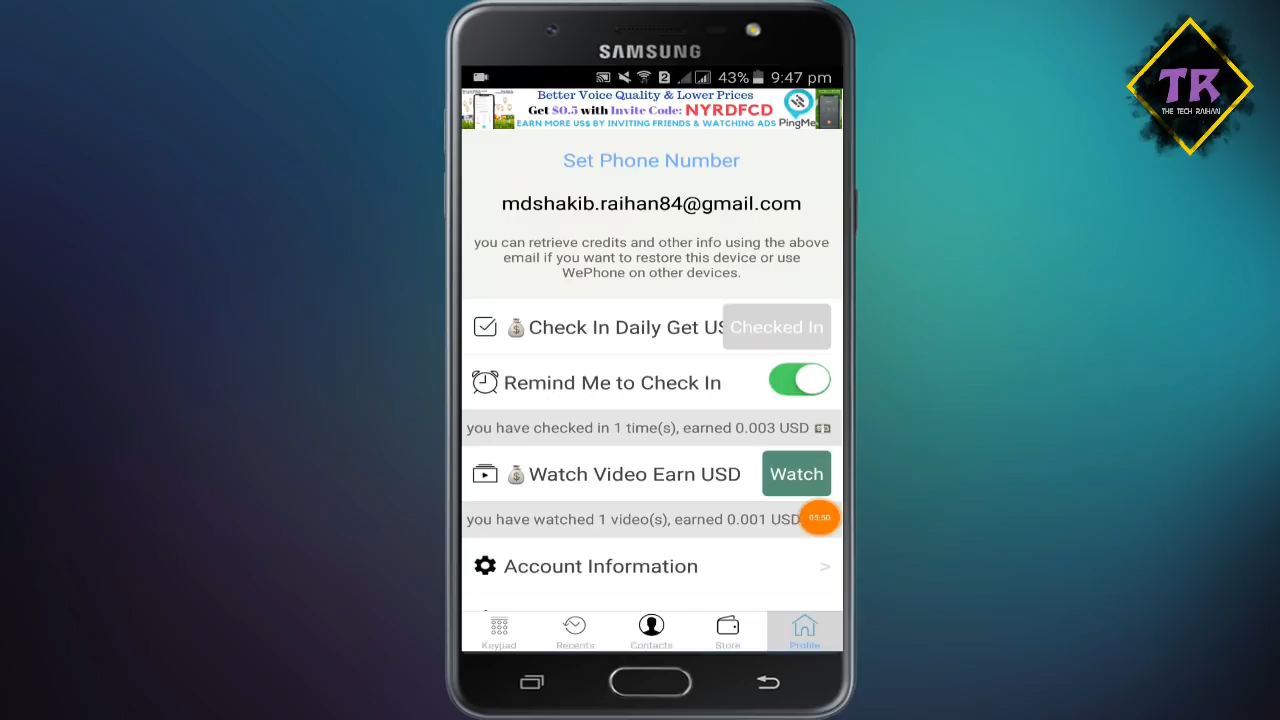 SAMSUNG
2 43% 9:47 pm
Better Voice Quality & Lower Prices
Get $0.5 with Invite Code: NYRDFCD
EARN MORE US$ BY INVITING FRIENDS & WATCHING ADS PingMe
TR
THE TECH RAIHAN
Set Phone Number
mdshakib.raihan84@gmail.com
you can retrieve credits and other info using the above
email if you want to restore this device or use
WePhone on other devices.
Check In Daily Get US Checked In
Remind Me to Check In
you have checked in 1 time(s), earned 0.003 USD
Watch Video Earn USD Watch
you have watched 1 video(s), earned 0.001 USD 05:50
Account Information >
Keypad Recents Contacts Store Profile